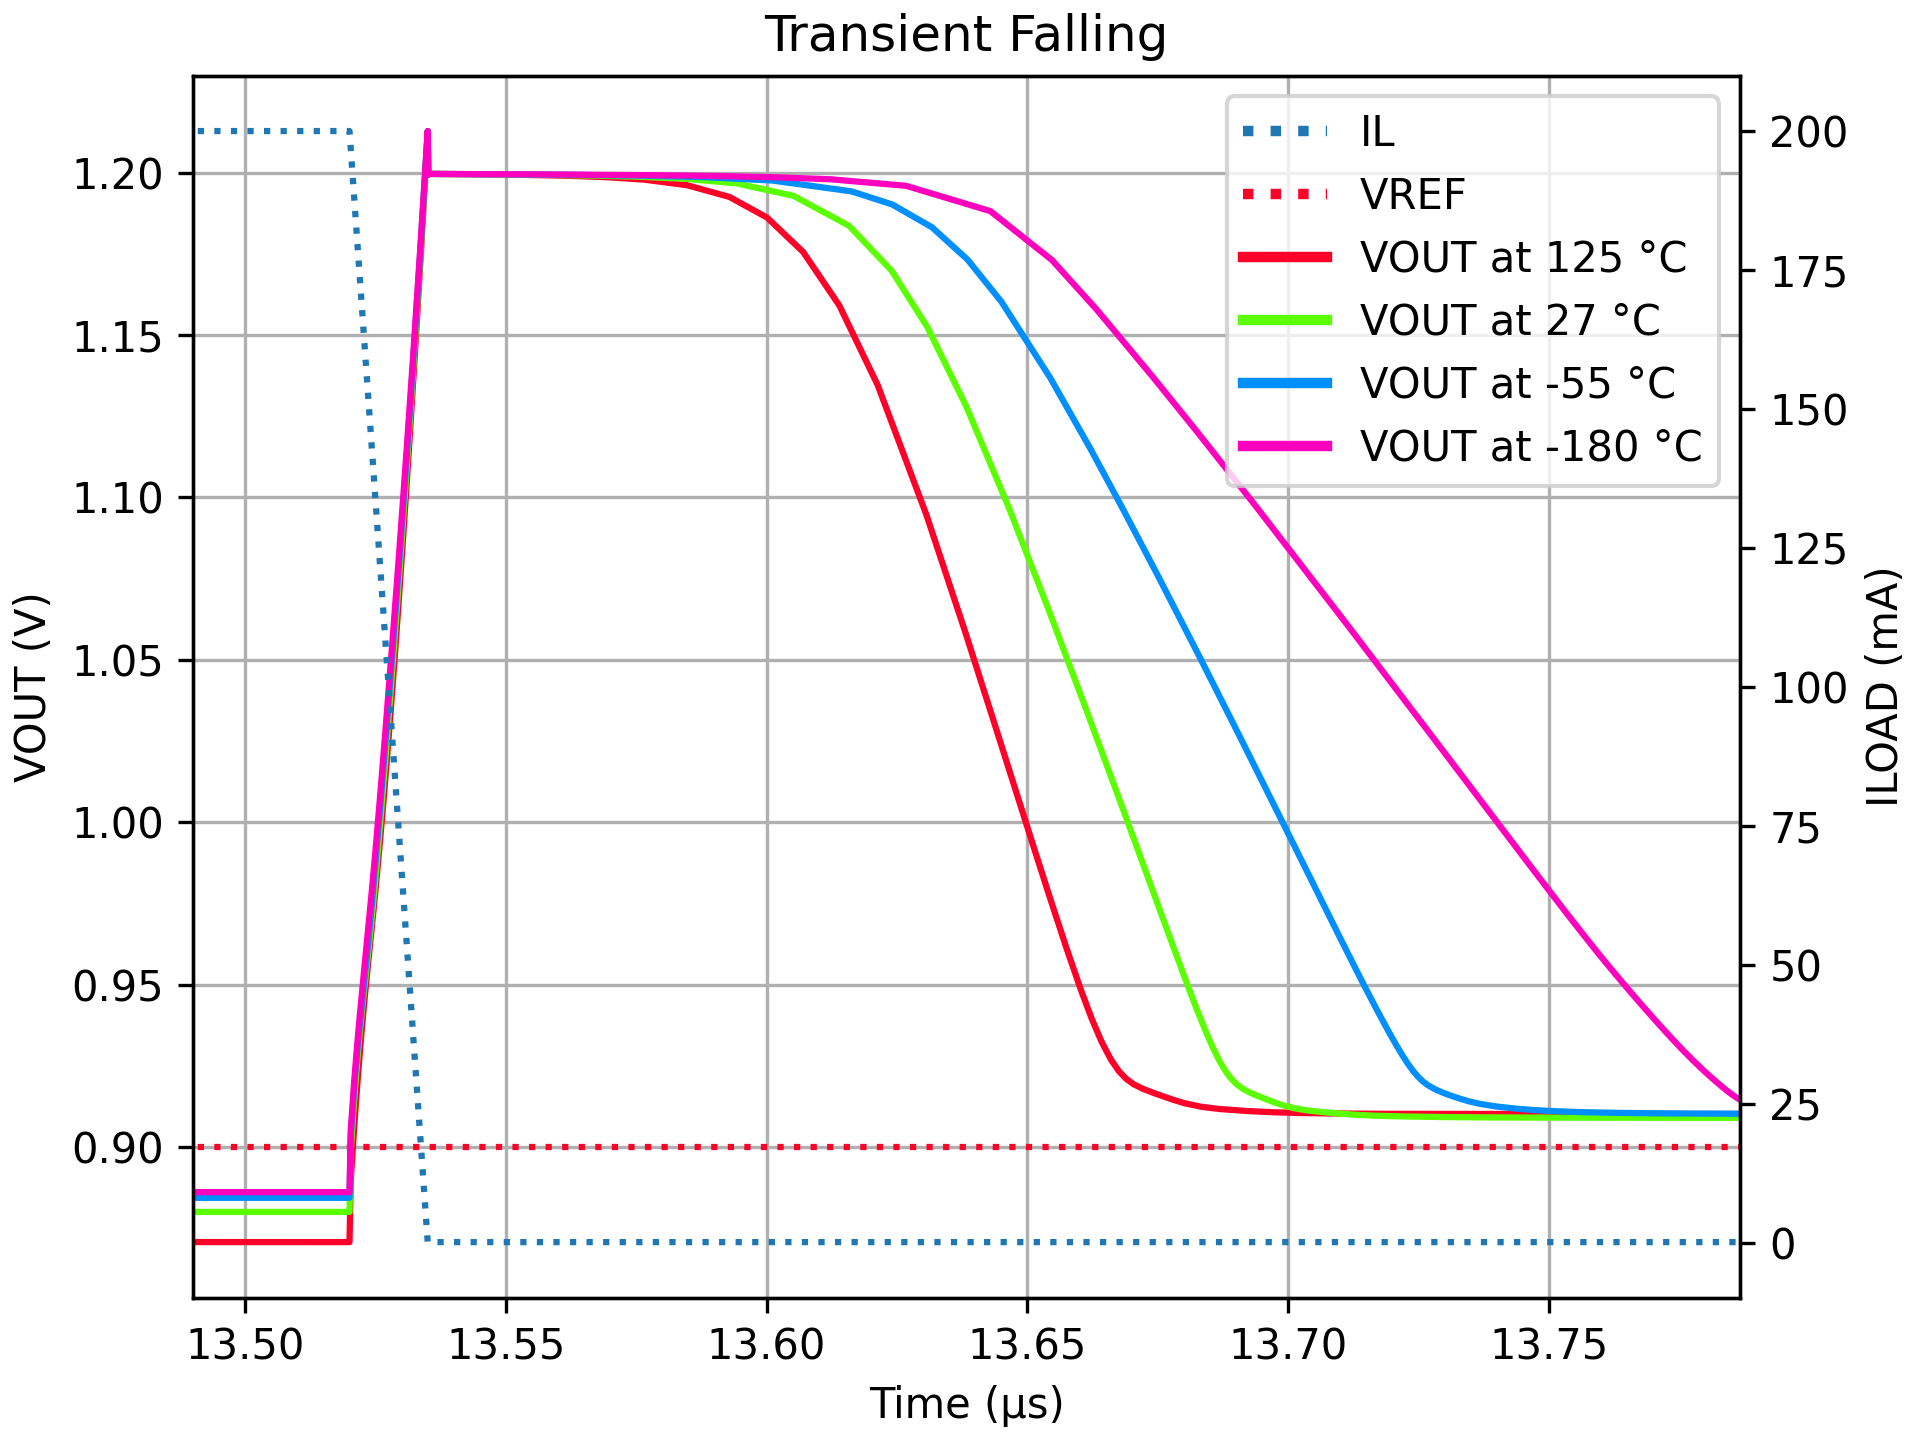 Transient Falling
IL
VREF
VOUT at 125 °C
VOUT at 27 °C
VOUT at -55 °C
VOUT at -180 °C
VOUT (V)
1.20
1.15
1.10
1.05
1.00
0.95
0.90
ILOAD (mA)
200
175
150
125
100
75
50
25
0
13.50 13.55 13.60 13.65 13.70 13.75
Time (µs)